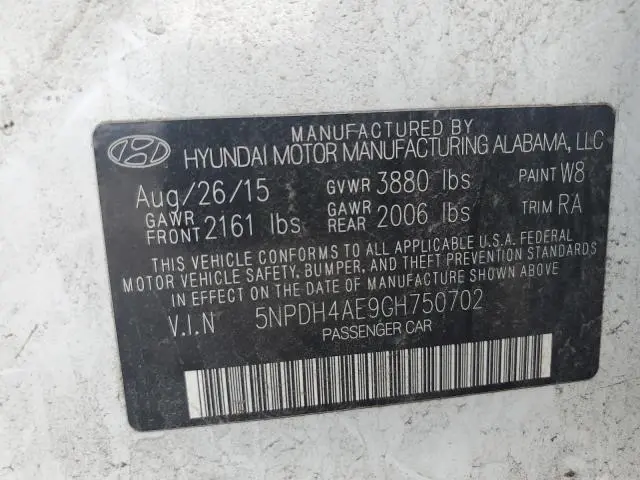 MANUFACTURED BY
HYUNDAI MOTOR MANUFACTURING ALABAMA, LLC
Aug/26/15 GVWR 3880 lbs PAINT W8
GAWR FRONT 2161 lbs GAWR REAR 2006 lbs TRIM RA
THIS VEHICLE CONFORMS TO ALL APPLICABLE U.S.A. FEDERAL
MOTOR VEHICLE SAFETY, BUMPER, AND THEFT PREVENTION STANDARDS
IN EFFECT ON THE DATE OF MANUFACTURE SHOWN ABOVE.
V.I.N 5NPDH4AE9GH750702
PASSENGER CAR